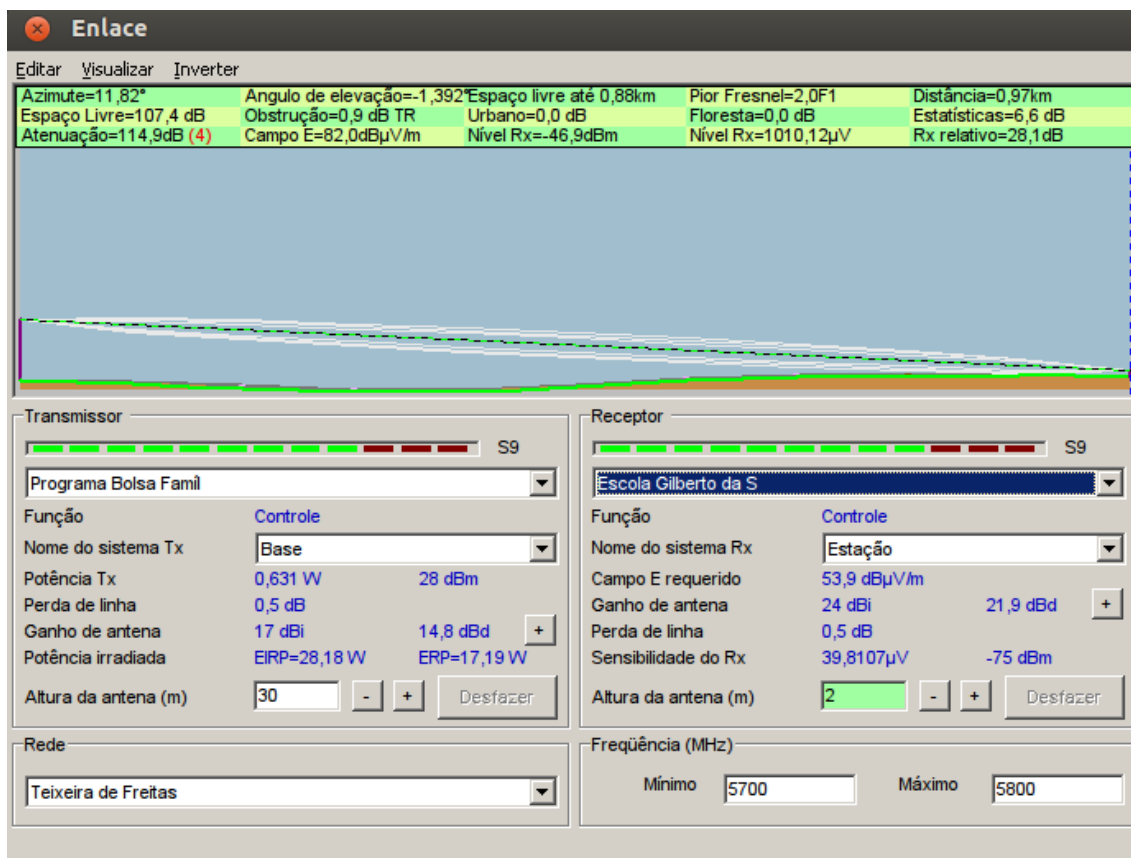 Enlace
Editar Visualizar Inverter
Azimute=11,82° Angulo de elevação=-1,392° Espaço livre até 0,88km Pior Fresnel=2,0F1 Distância=0,97km
Espaço Livre=107,4 dB Obstrução=0,9 dB TR Urbano=0,0 dB Floresta=0,0 dB Estatísticas=6,6 dB
Atenuação=114,9dB (4) Campo E=82,0dBµV/m Nível Rx=-46,9dBm Nível Rx=1010,12µV Rx relativo=28,1dB
Transmissor
S9
Programa Bolsa Famíl
Função Controle
Nome do sistema Tx Base
Potência Tx 0,631 W 28 dBm
Perda de linha 0,5 dB
Ganho de antena 17 dBi 14,8 dBd +
Potência irradiada EIRP=28,18 W ERP=17,19 W
Altura da antena (m) 30 - + Desfazer
Receptor
S9
Escola Gilberto da S
Função Controle
Nome do sistema Rx Estação
Campo E requerido 53,9 dBµV/m
Ganho de antena 24 dBi 21,9 dBd +
Perda de linha 0,5 dB
Sensibilidade do Rx 39,8107µV -75 dBm
Altura da antena (m) 2 - + Desfazer
Rede
Teixeira de Freitas
Freqüência (MHz)
Mínimo 5700 Máximo 5800